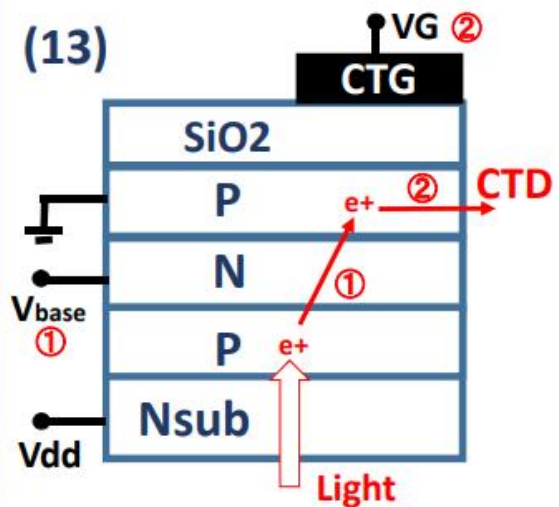 (13)
VG ②
CTG
SiO2
P
e+
②
CTD
N
①
Vbase
①
P
e+
Nsub
Vdd
Light